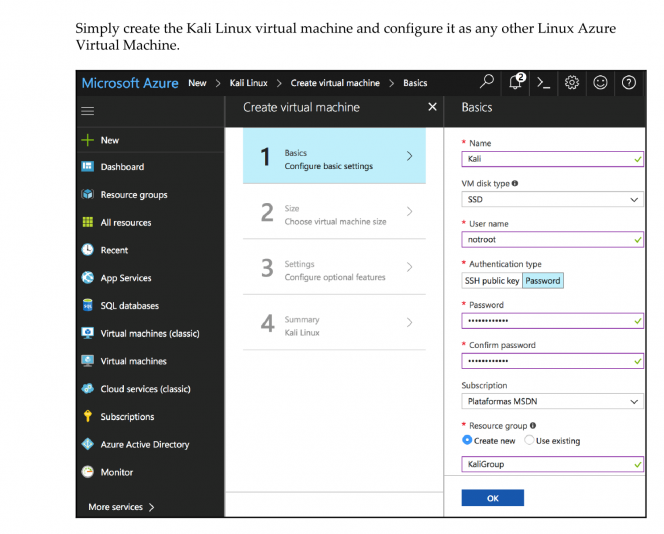 Simply create the Kali Linux virtual machine and configure it as any other Linux Azure
Virtual Machine.
Microsoft Azure New > Kali Linux > Create virtual machine > Basics
2
Create virtual machine
Basics
New
Dashboard
Resource groups
All resources
Recent
App Services
SQL databases
Virtual machines (classic)
Virtual machines
Cloud services (classic)
Subscriptions
Azure Active Directory
Monitor
More services >
1 Basics
Configure basic settings
2 Size
Choose virtual machine size
3 Settings
Configure optional features
4 Summary
Kali Linux
* Name
Kali
VM disk type
SSD
* User name
notroot
* Authentication type
SSH public key Password
* Password
••••••••••••
* Confirm password
••••••••••••
Subscription
Plataformas MSDN
* Resource group
Create new Use existing
KaliGroup
OK